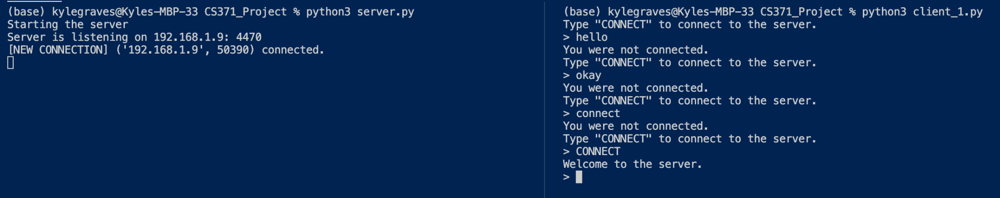 (base) kylegraves@Kyles-MBP-33 CS371_Project % python3 server.py
Starting the server
Server is listening on 192.168.1.9: 4470
[NEW CONNECTION] ('192.168.1.9', 50390) connected.
(base) kylegraves@Kyles-MBP-33 CS371_Project % python3 client_1.py
Type "CONNECT" to connect to the server.
> hello
You were not connected.
Type "CONNECT" to connect to the server.
> okay
You were not connected.
Type "CONNECT" to connect to the server.
> connect
You were not connected.
Type "CONNECT" to connect to the server.
> CONNECT
Welcome to the server.
>